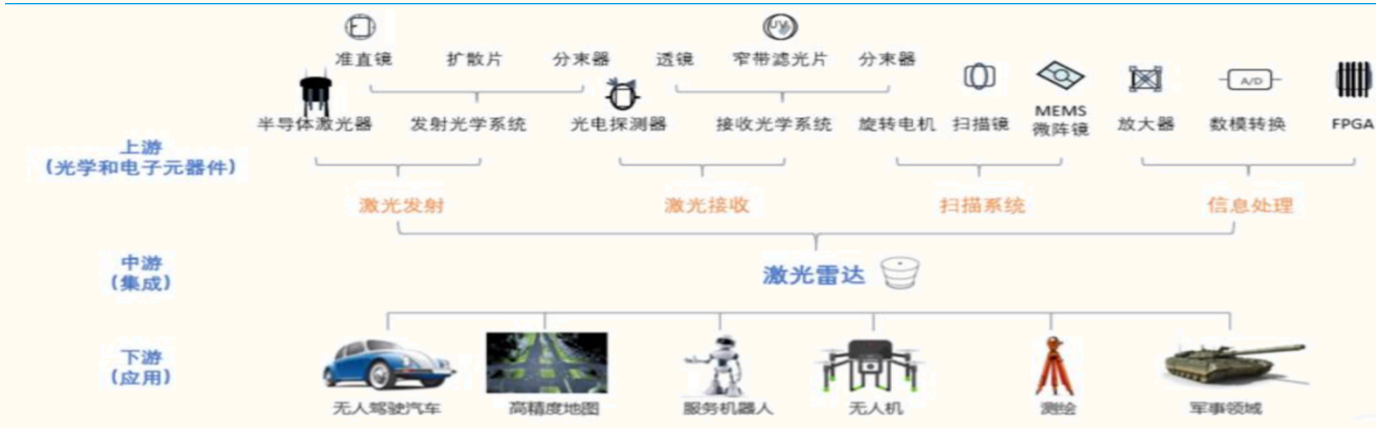 准直镜 扩散片 分束器 透镜 窄带滤光片 分束器
UV
A/D
半导体激光器 发射光学系统 光电探测器 接收光学系统 旋转电机 扫描镜 MEMS 微阵镜 放大器 数模转换 FPGA
上游
(光学和电子元器件)
激光发射 激光接收 扫描系统 信息处理
中游
(集成)
激光雷达
下游
(应用)
无人驾驶汽车 高精度地图 服务机器人 无人机 测绘 军事领域